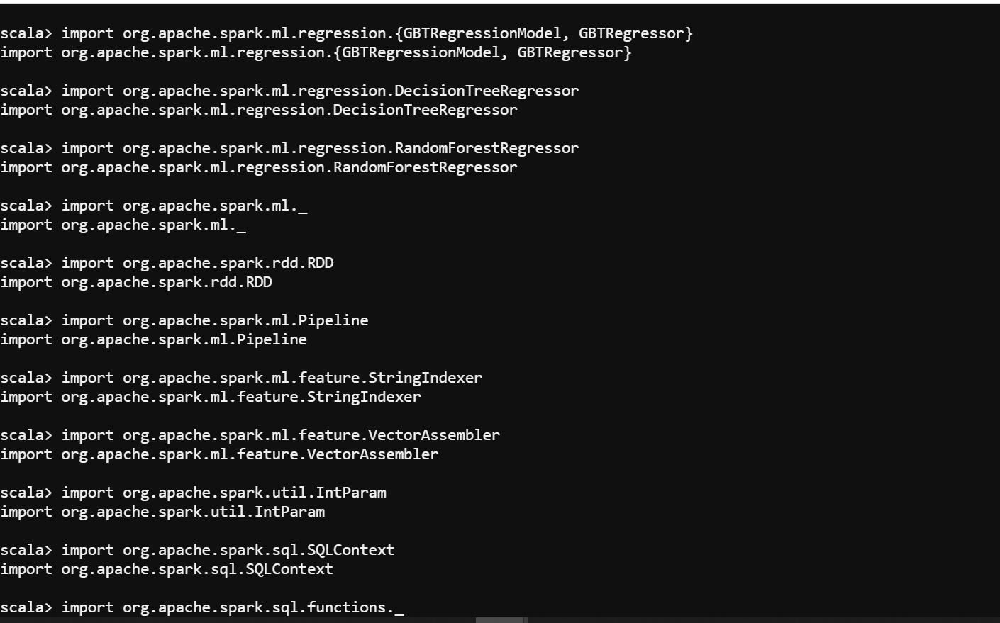 scala> import org.apache.spark.ml.regression.{GBTRegressionModel, GBTRegressor}
import org.apache.spark.ml.regression.{GBTRegressionModel, GBTRegressor}
scala> import org.apache.spark.ml.regression.DecisionTreeRegressor
import org.apache.spark.ml.regression.DecisionTreeRegressor
scala> import org.apache.spark.ml.regression.RandomForestRegressor
import org.apache.spark.ml.regression.RandomForestRegressor
scala> import org.apache.spark.ml._
import org.apache.spark.ml._
scala> import org.apache.spark.rdd.RDD
import org.apache.spark.rdd.RDD
scala> import org.apache.spark.ml.Pipeline
import org.apache.spark.ml.Pipeline
scala> import org.apache.spark.ml.feature.StringIndexer
import org.apache.spark.ml.feature.StringIndexer
scala> import org.apache.spark.ml.feature.VectorAssembler
import org.apache.spark.ml.feature.VectorAssembler
scala> import org.apache.spark.util.IntParam
import org.apache.spark.util.IntParam
scala> import org.apache.spark.sql.SQLContext
import org.apache.spark.sql.SQLContext
scala> import org.apache.spark.sql.functions._